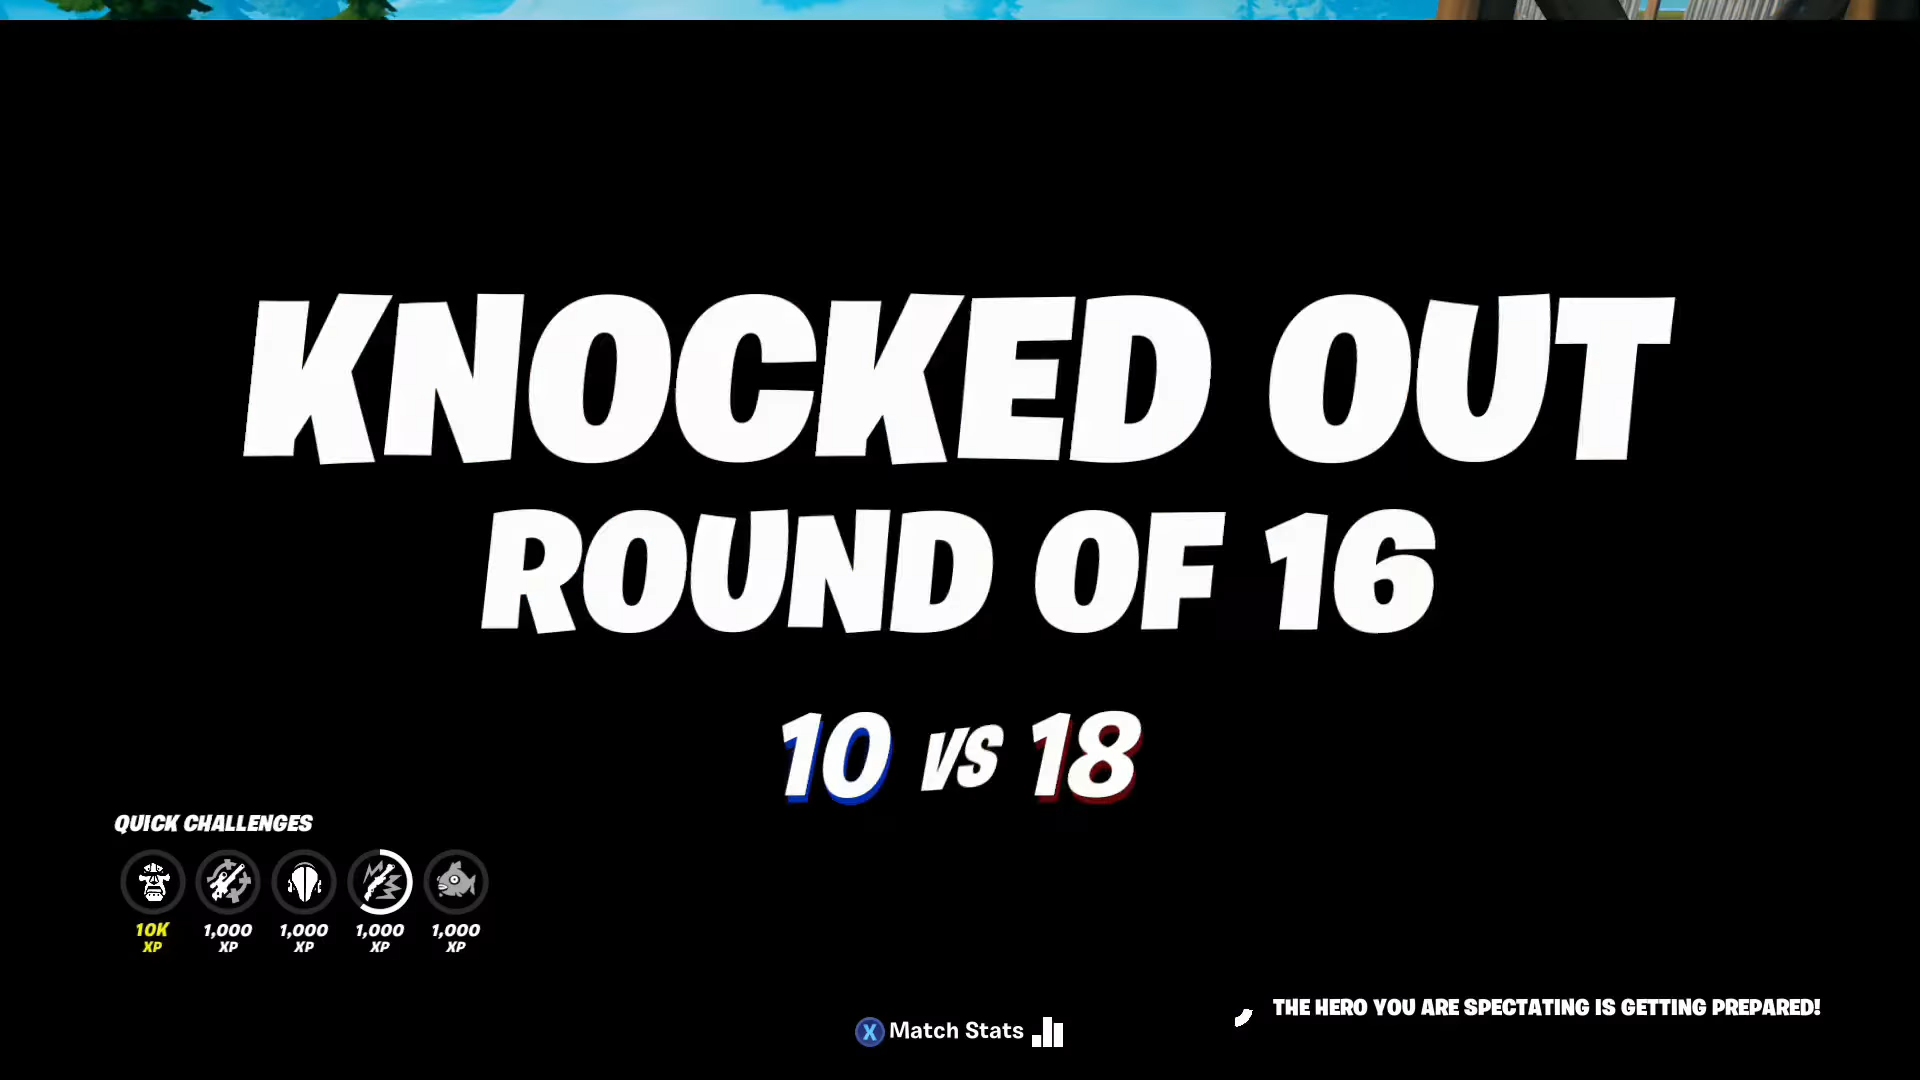 KNOCKED OUT
ROUND OF 16
10 VS 18
QUICK CHALLENGES
10K XP
1,000 XP
1,000 XP
1,000 XP
1,000 XP
THE HERO YOU ARE SPECTATING IS GETTING PREPARED!
X Match Stats